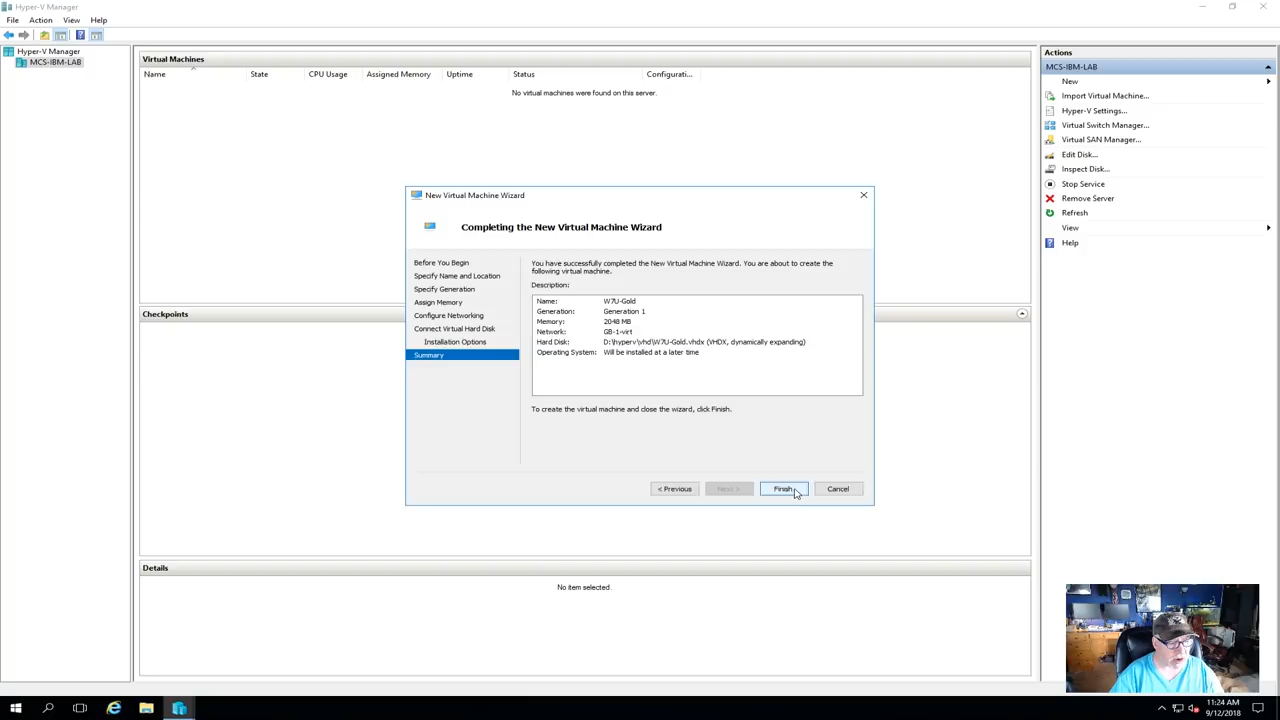 Hyper-V Manager
File Action View Help
Hyper-V Manager
MCS-IBM-LAB
Virtual Machines
Name State CPU Usage Assigned Memory Uptime Status Configurati...
No virtual machines were found on this server.
New Virtual Machine Wizard
Completing the New Virtual Machine Wizard
Before You Begin
Specify Name and Location
Specify Generation
Assign Memory
Configure Networking
Connect Virtual Hard Disk
Installation Options
Summary
You have successfully completed the New Virtual Machine Wizard. You are about to create the
following virtual machine.
Description:
Name: W7U-Gold
Generation: Generation 1
Memory: 2048 MB
Network: GB-1-virt
Hard Disk: D:\hyperv\vhd\W7U-Gold.vhdx (VHDX, dynamically expanding)
Operating System: Will be installed at a later time
To create the virtual machine and close the wizard, click Finish.
< Previous Next > Finish Cancel
Checkpoints
Details
No item selected.
Actions
MCS-IBM-LAB
New
Import Virtual Machine...
Hyper-V Settings...
Virtual Switch Manager...
Virtual SAN Manager...
Edit Disk...
Inspect Disk...
Stop Service
Remove Server
Refresh
View
Help
11:24 AM
9/12/2018